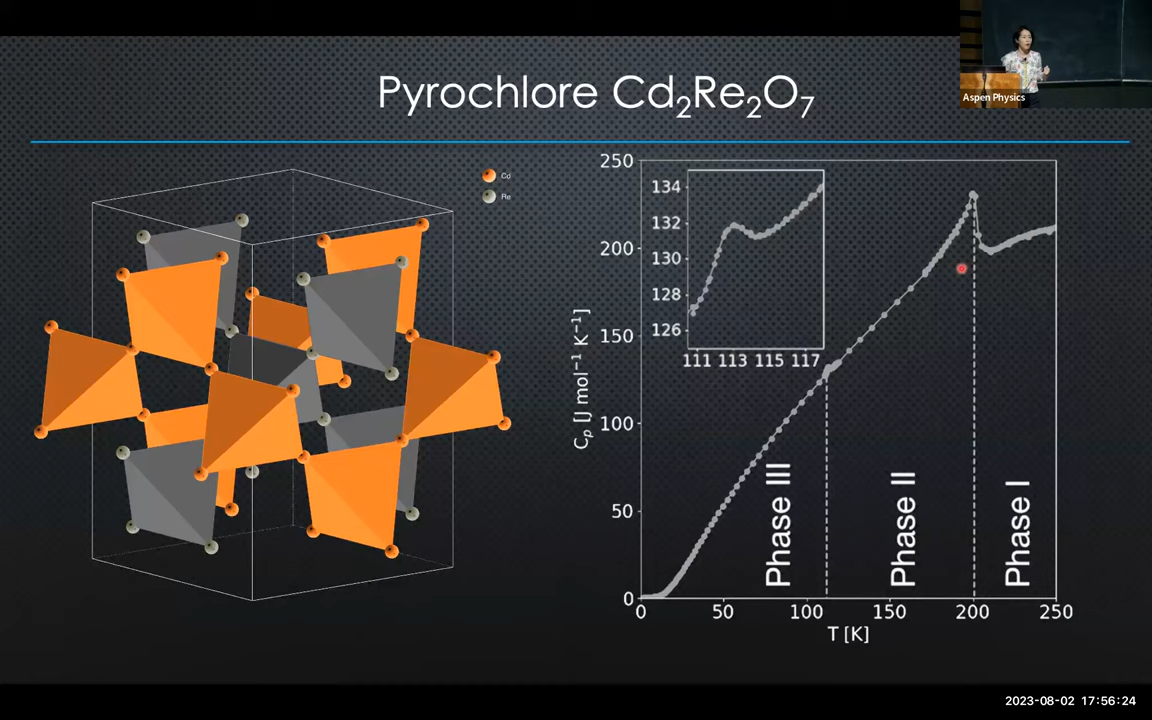 Pyrochlore Cd₂Re₂O₇
Aspen Physics
Cd
Re
250
200
150
100
50
0
C_p [J mol⁻¹ K⁻¹]
134
132
130
128
126
111 113 115 117
Phase III
Phase II
Phase I
0 50 100 150 200 250
T [K]
2023-08-02 17:56:24